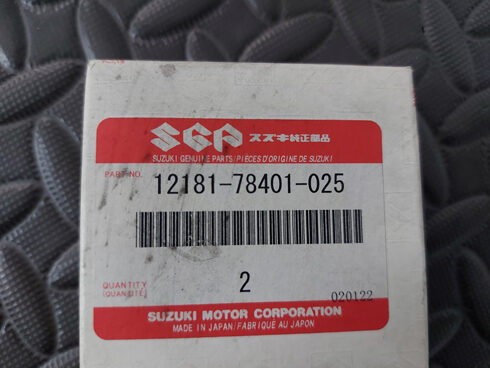 SGP スズキ純正部品
SUZUKI GENUINE PARTS/PIÈCES D'ORIGINE DE SUZUKI
PART NO. 12181-78401-025
QUANTITY
(QUANTITÉ) 2
020122
SUZUKI MOTOR CORPORATION
MADE IN JAPAN/FABRIQUÉ AU JAPON